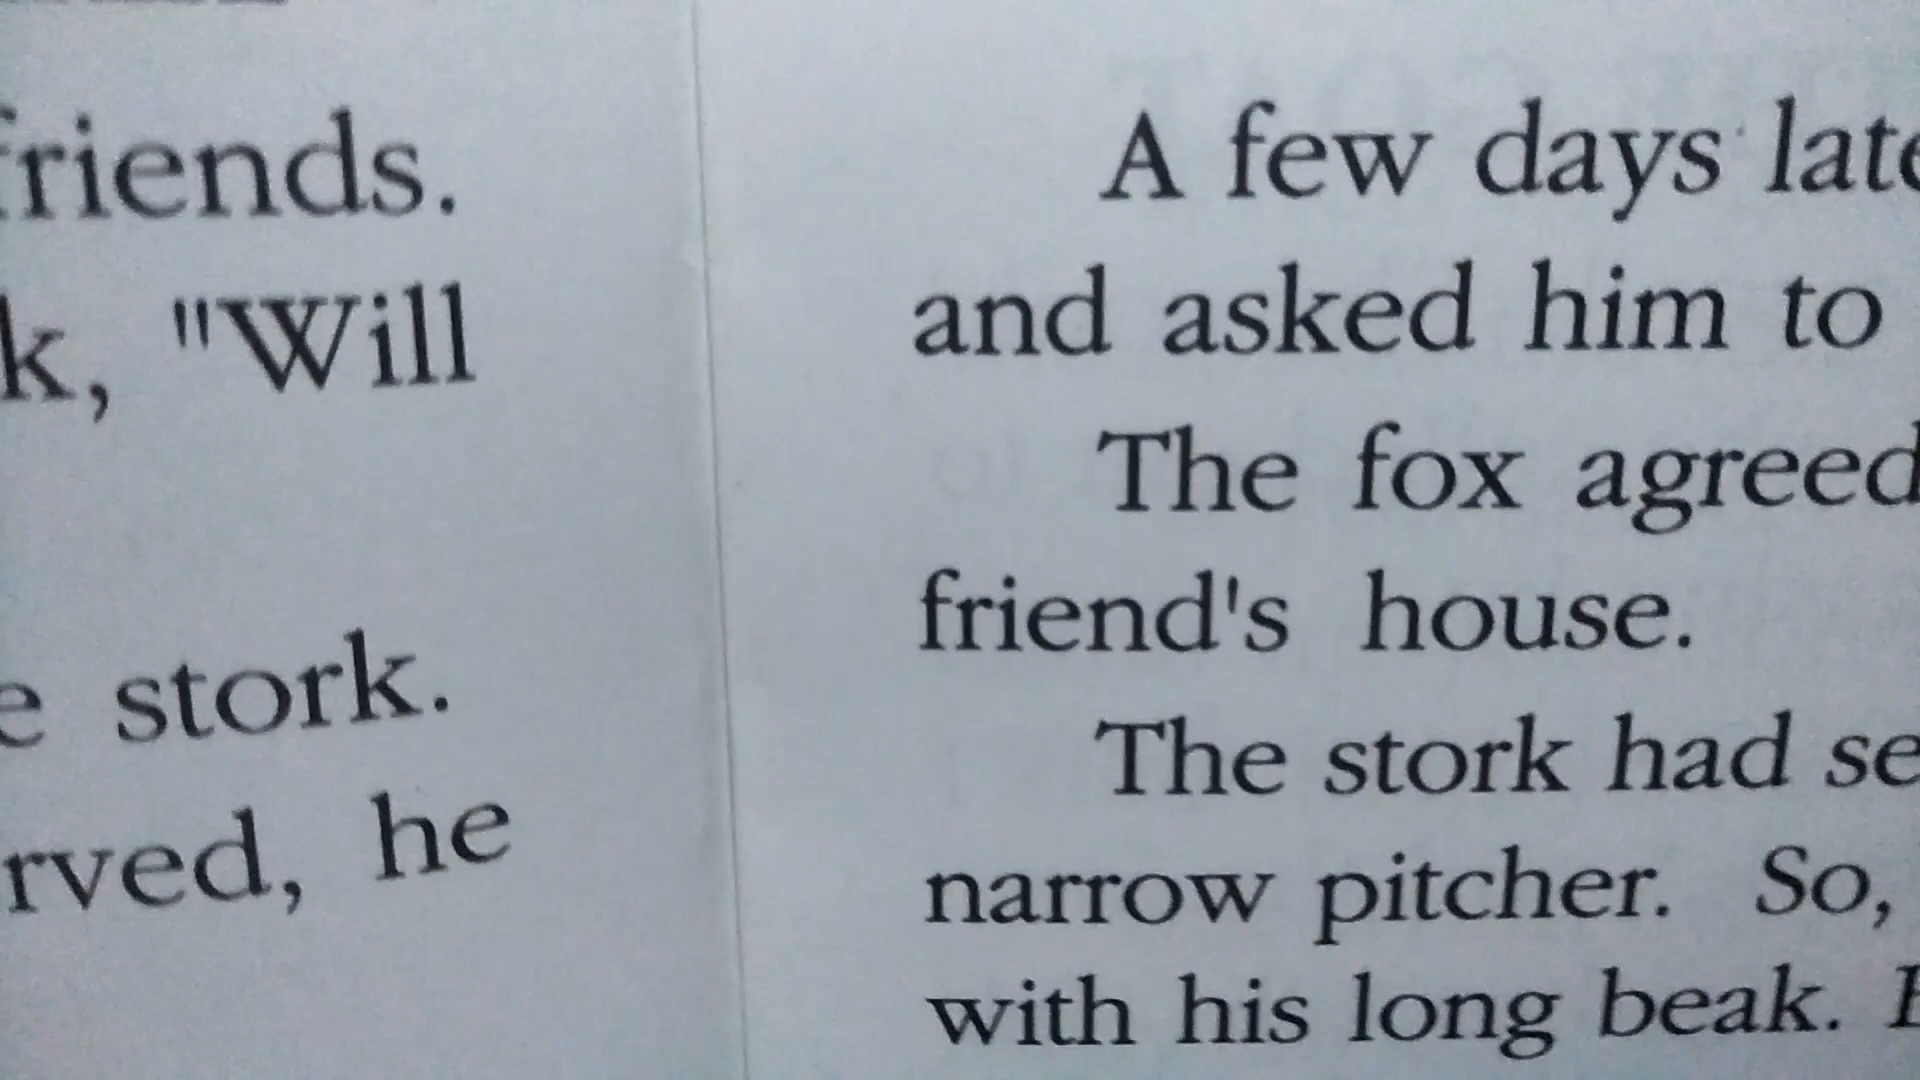 friends.
k, "Will
e stork.
rved, he
A few days late
and asked him to
The fox agreed
friend's house.
The stork had se
narrow pitcher. So,
with his long beak.